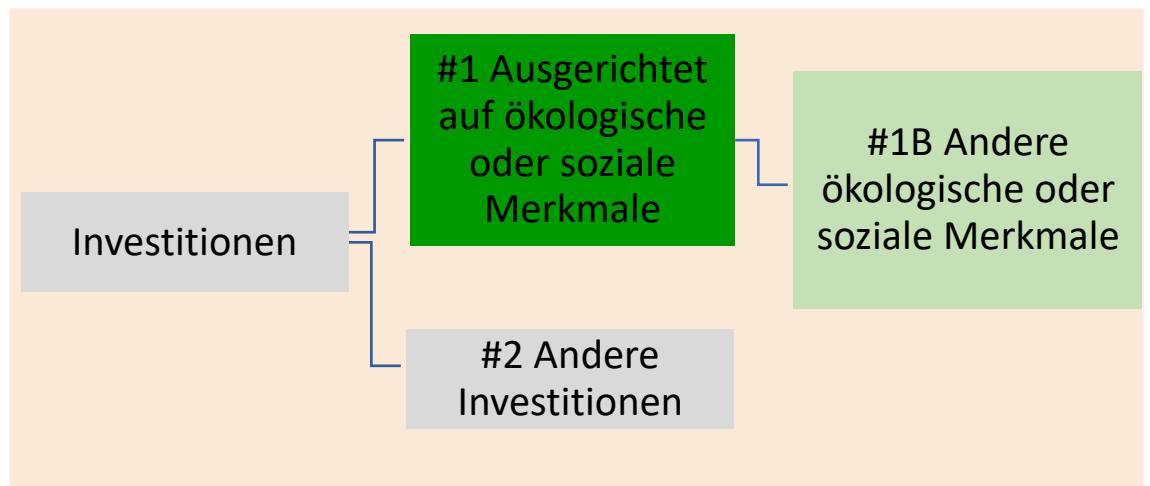 #1 Ausgerichtet
auf ökologische
oder soziale
Merkmale
#1B Andere
ökologische oder
soziale Merkmale
Investitionen
#2 Andere
Investitionen